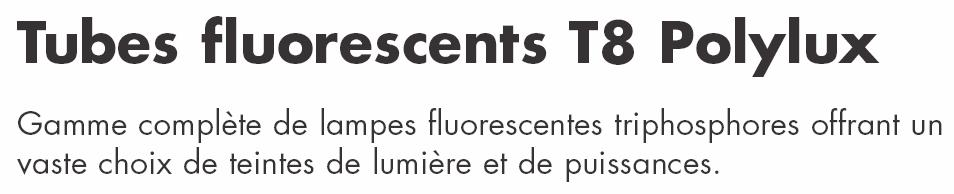 Tubes fluorescents T8 Polylux
Gamme complète de lampes fluorescentes triphosphores offrant un
vaste choix de teintes de lumière et de puissances.